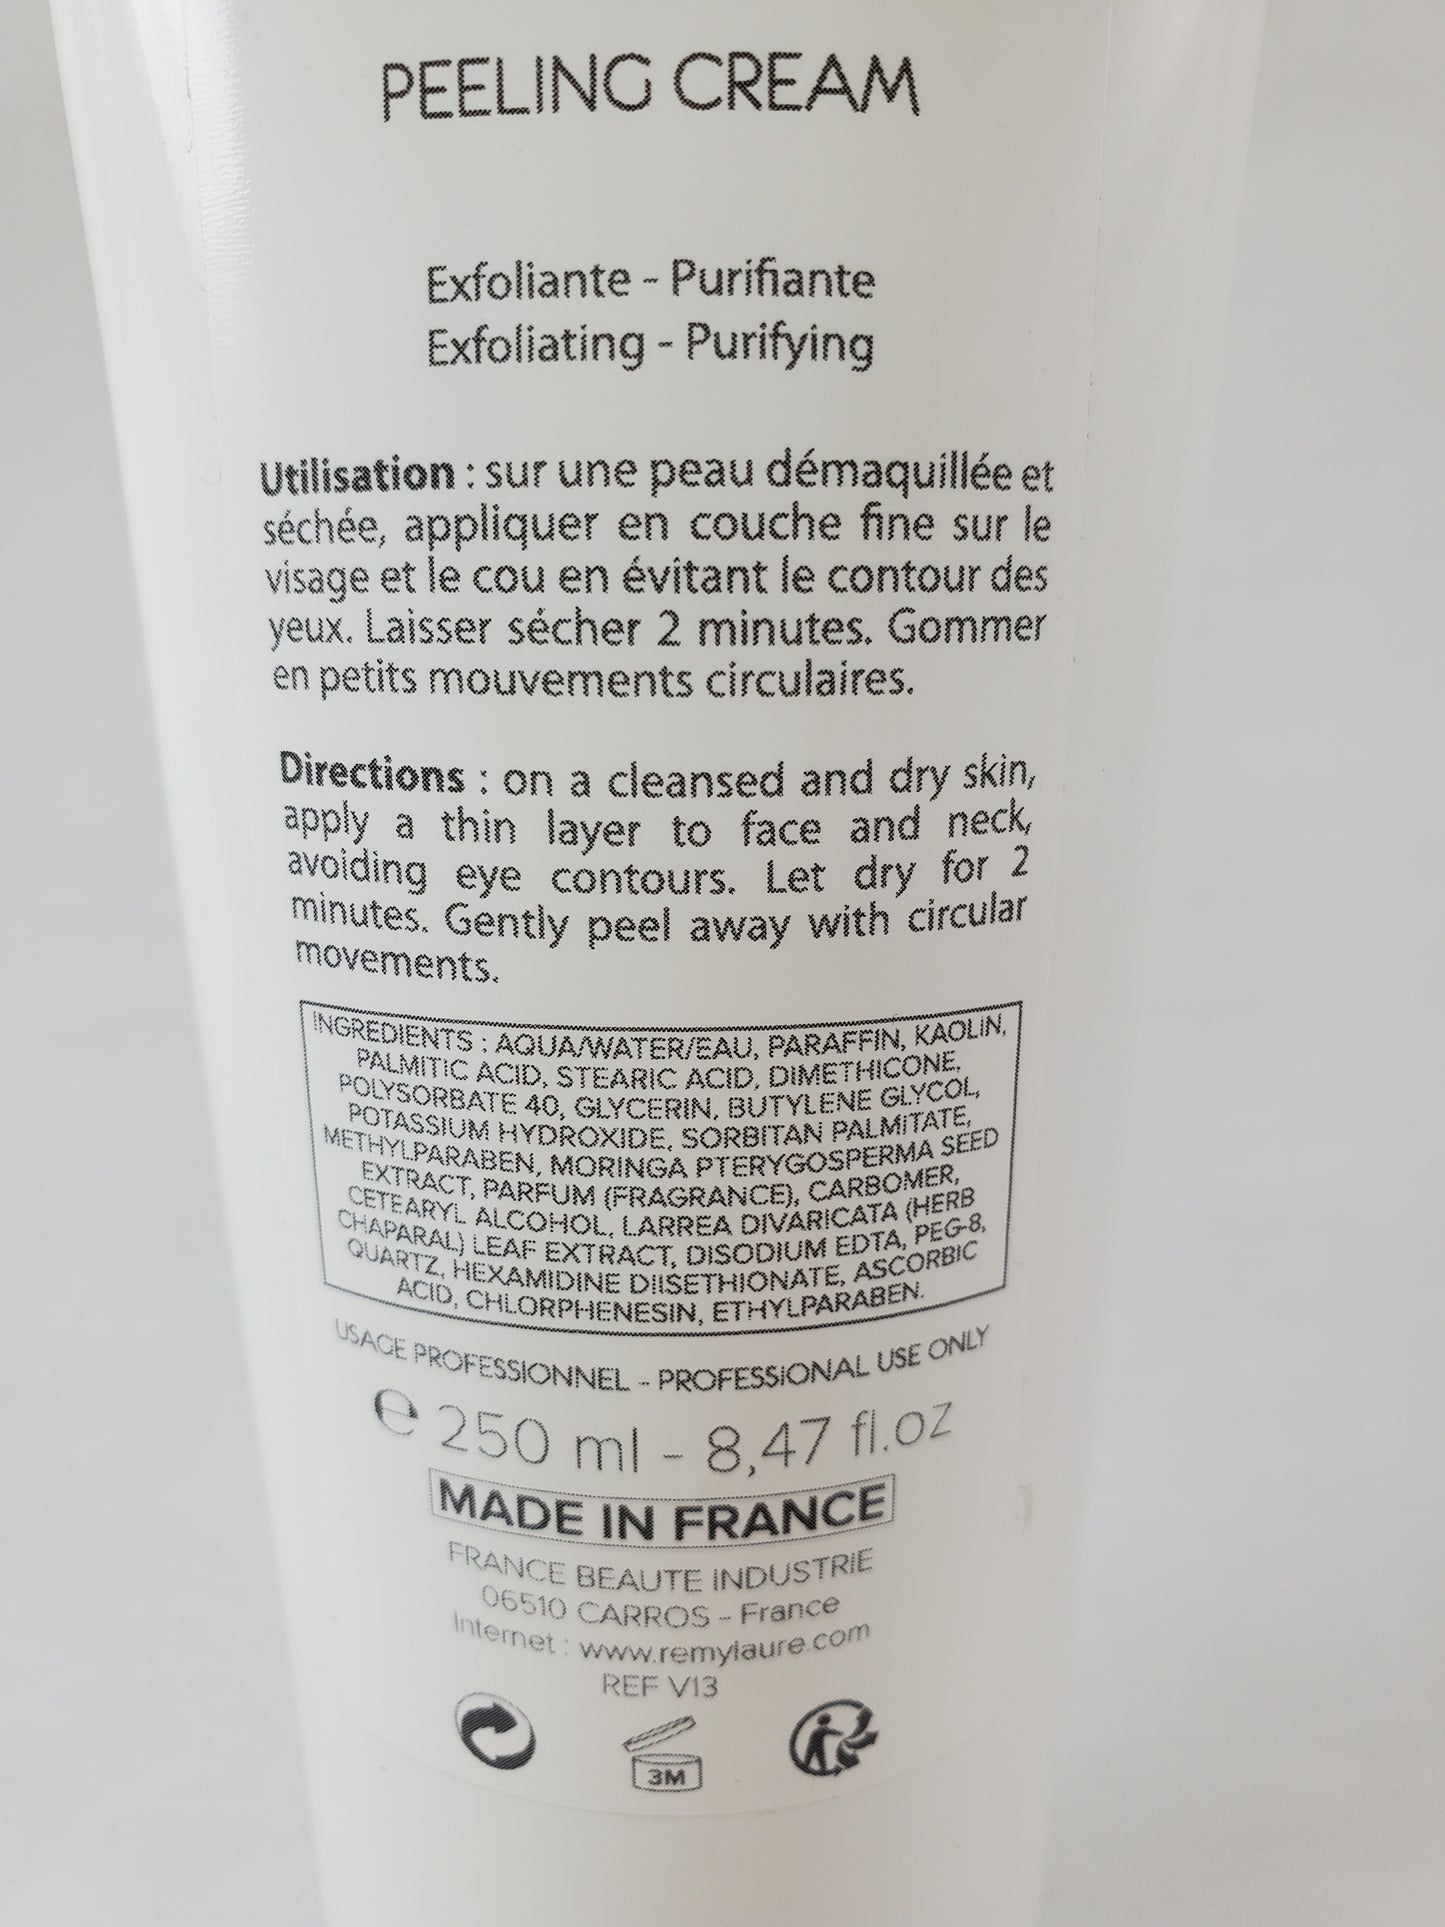 PEELING CREAM
Exfoliante - Purifiante
Exfoliating - Purifying
Utilisation : sur une peau démaquillée et
séchée, appliquer en couche fine sur le
visage et le cou en évitant le contour des
yeux. Laisser sécher 2 minutes. Gommer
en petits mouvements circulaires.
Directions : on a cleansed and dry skin,
apply a thin layer to face and neck,
avoiding eye contours. Let dry for 2
minutes. Gently peel away with circular
movements.
INGREDIENTS : AQUA/WATER/EAU, PARAFFIN, KAOLIN,
PALMITIC ACID, STEARIC ACID, DIMETHICONE,
POLYSORBATE 40, GLYCERIN, BUTYLENE GLYCOL,
POTASSIUM HYDROXIDE, SORBITAN PALMITATE,
METHYLPARABEN, MORINGA PTERYGOSPERMA SEED
EXTRACT, PARFUM (FRAGRANCE), CARBOMER,
CETEARYL ALCOHOL, LARREA DIVARICATA (HERB
CHAPARAL) LEAF EXTRACT, DISODIUM EDTA, PEG-8,
QUARTZ, HEXAMIDINE DIISETHIONATE, ASCORBIC
ACID, CHLORPHENESIN, ETHYLPARABEN.
USAGE PROFESSIONNEL - PROFESSIONAL USE ONLY
e 250 ml - 8,47 fl.oz
MADE IN FRANCE
FRANCE BEAUTE INDUSTRIE
06510 CARROS - France
Internet : www.remylaure.com
REF V13
3M